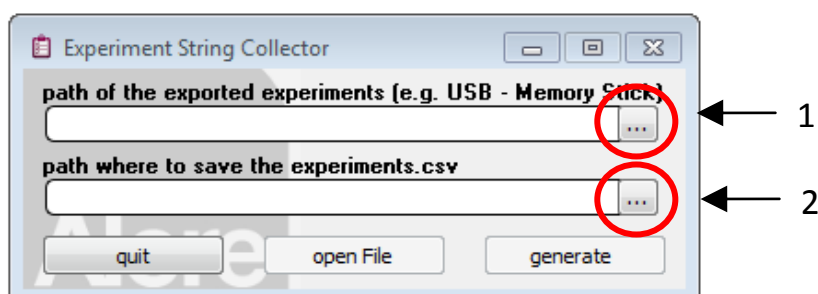 Experiment String Collector
path of the exported experiments (e.g. USB - Memory Stick)
... 1
path where to save the experiments.csv
... 2
Alere
quit open File generate